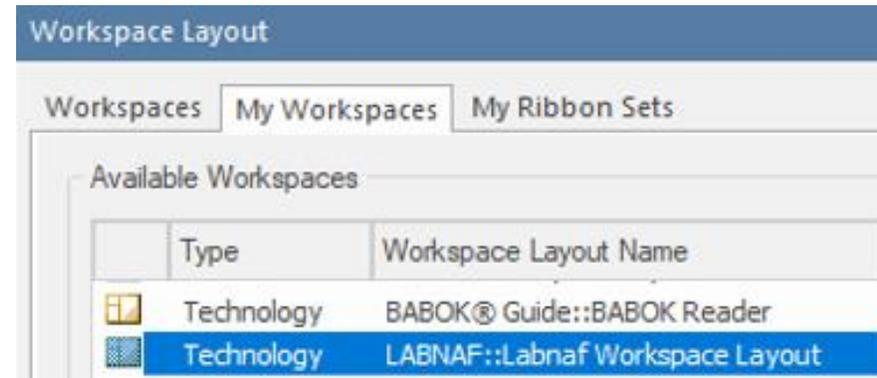 Workspace Layout
Workspaces My Workspaces My Ribbon Sets
Available Workspaces
Type Workspace Layout Name
Technology BABOK® Guide::BABOK Reader
Technology LABNAF::Labnaf Workspace Layout